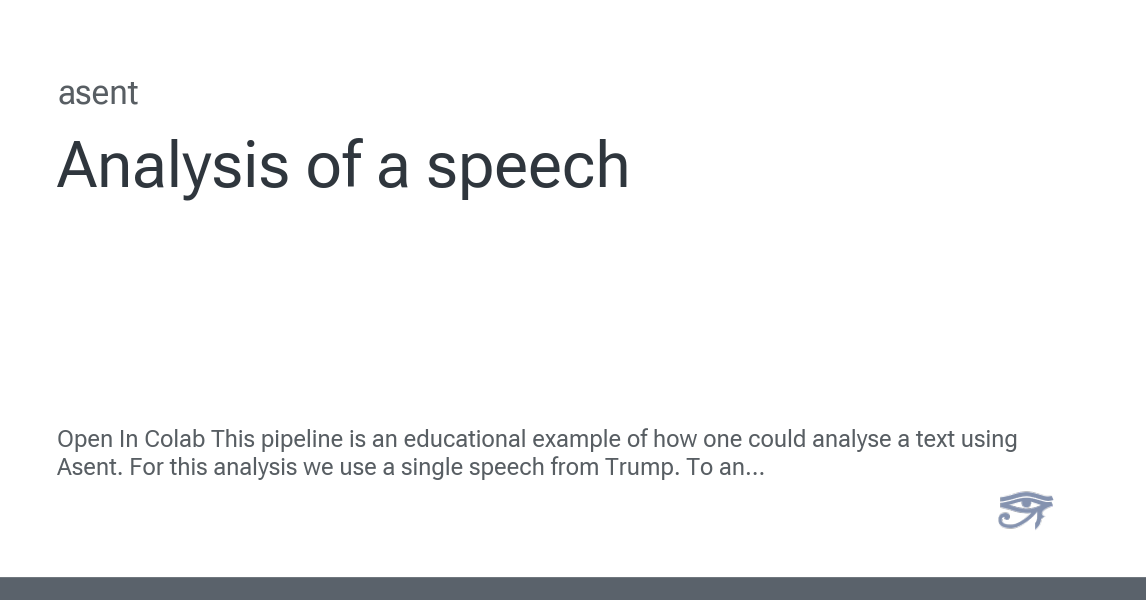 asent
Analysis of a speech
Open In Colab This pipeline is an educational example of how one could analyse a text using
Asent. For this analysis we use a single speech from Trump. To an...